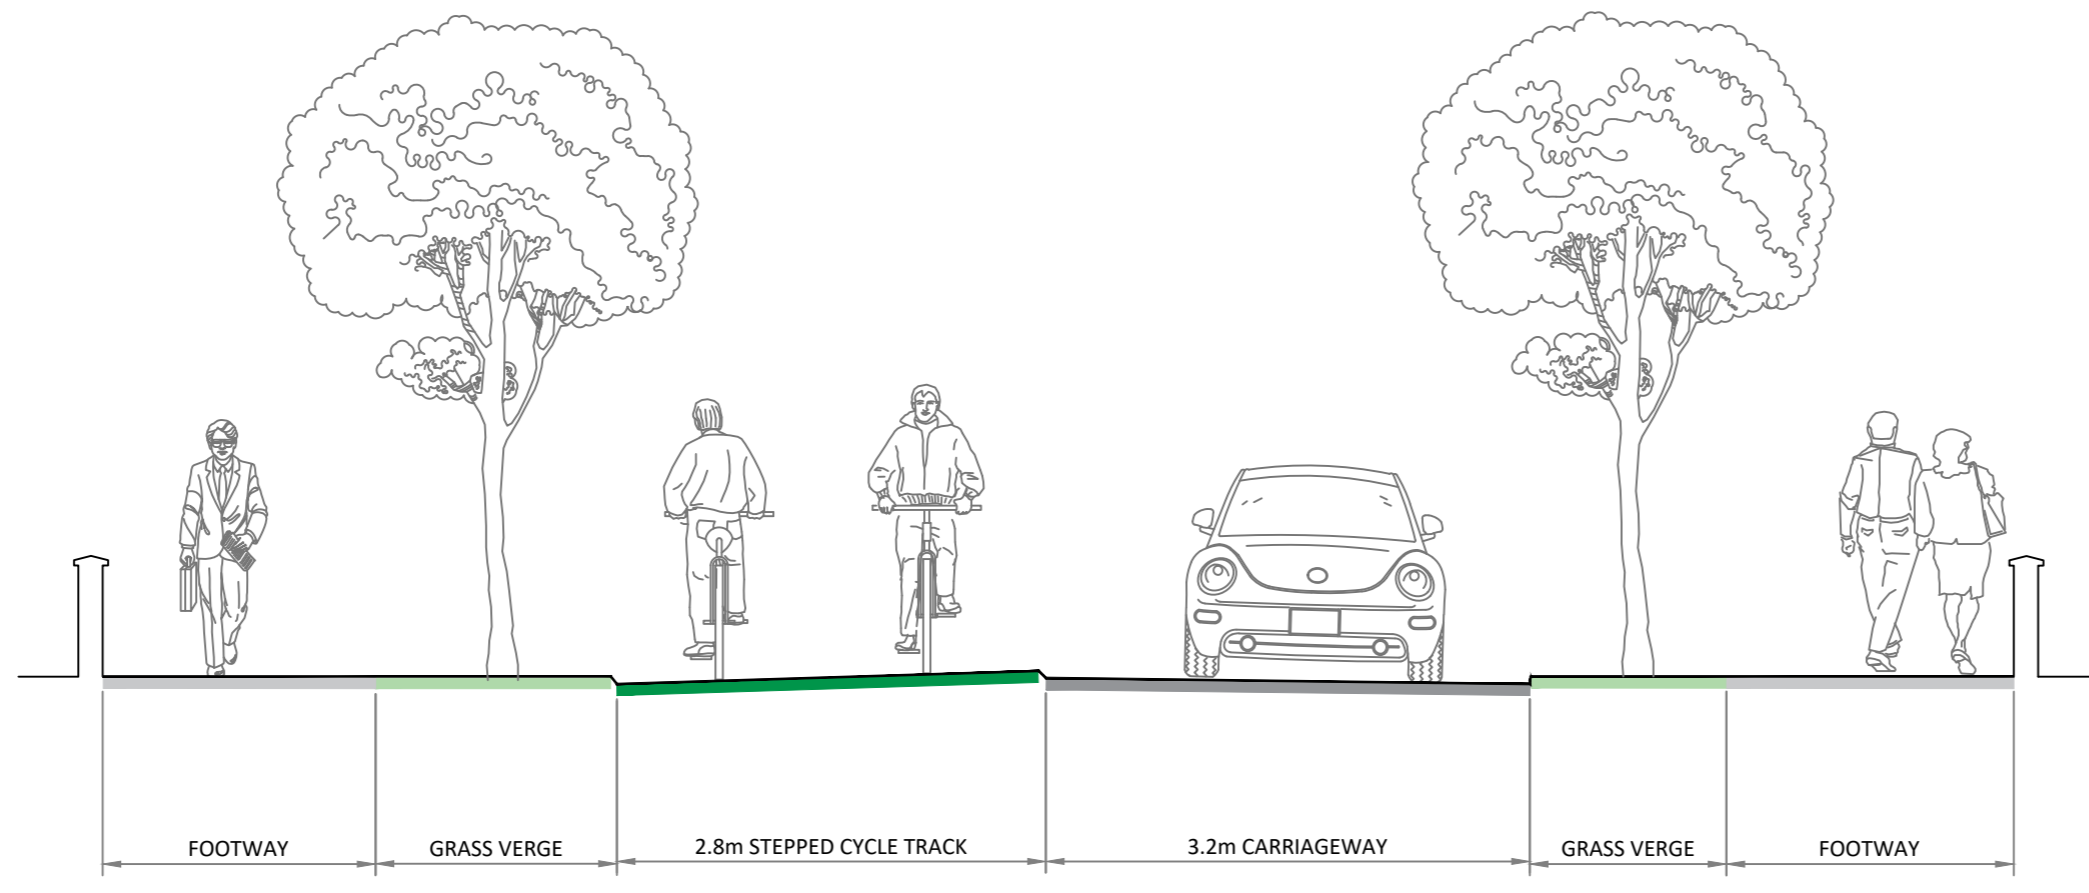 FOOTWAY
GRASS VERGE
2.8m STEPPED CYCLE TRACK
3.2m CARRIAGEWAY
GRASS VERGE
FOOTWAY